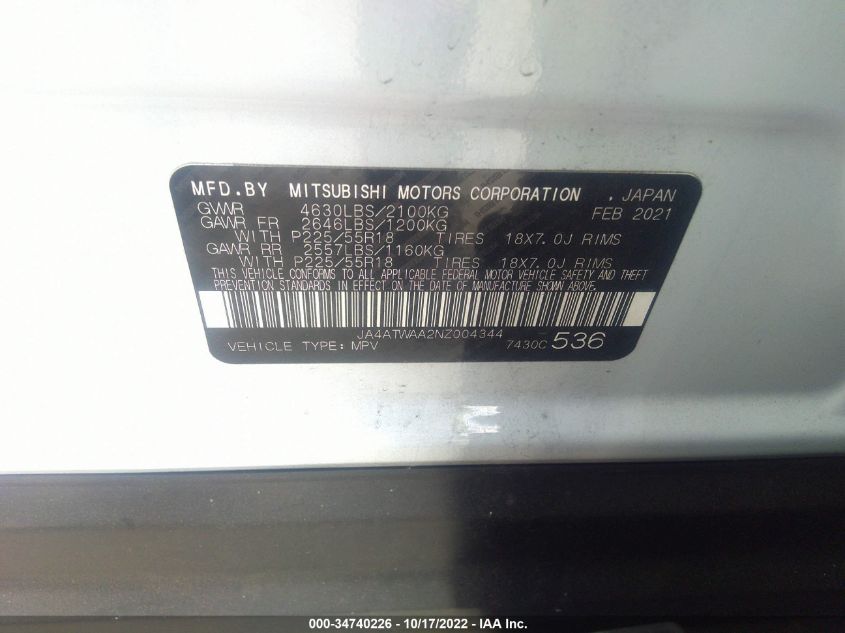 MFD.BY MITSUBISHI MOTORS CORPORATION . JAPAN
GVWR 4630LBS/2100KG FEB 2021
GAWR FR 2646LBS/1200KG
WITH P225/55R18 TIRES 18X7.0J RIMS
GAWR RR 2557LBS/1160KG
WITH P225/55R18 TIRES 18X7.0J RIMS
THIS VEHICLE CONFORMS TO ALL APPLICABLE FEDERAL MOTOR VEHICLE SAFETY AND THEFT
PREVENTION STANDARDS IN EFFECT ON THE DATE OF MANUFACTURE SHOWN ABOVE.
JA4ATWAA2NZ004344
VEHICLE TYPE: MPV 7430C 536
000-34740226 - 10/17/2022 - IAA Inc.